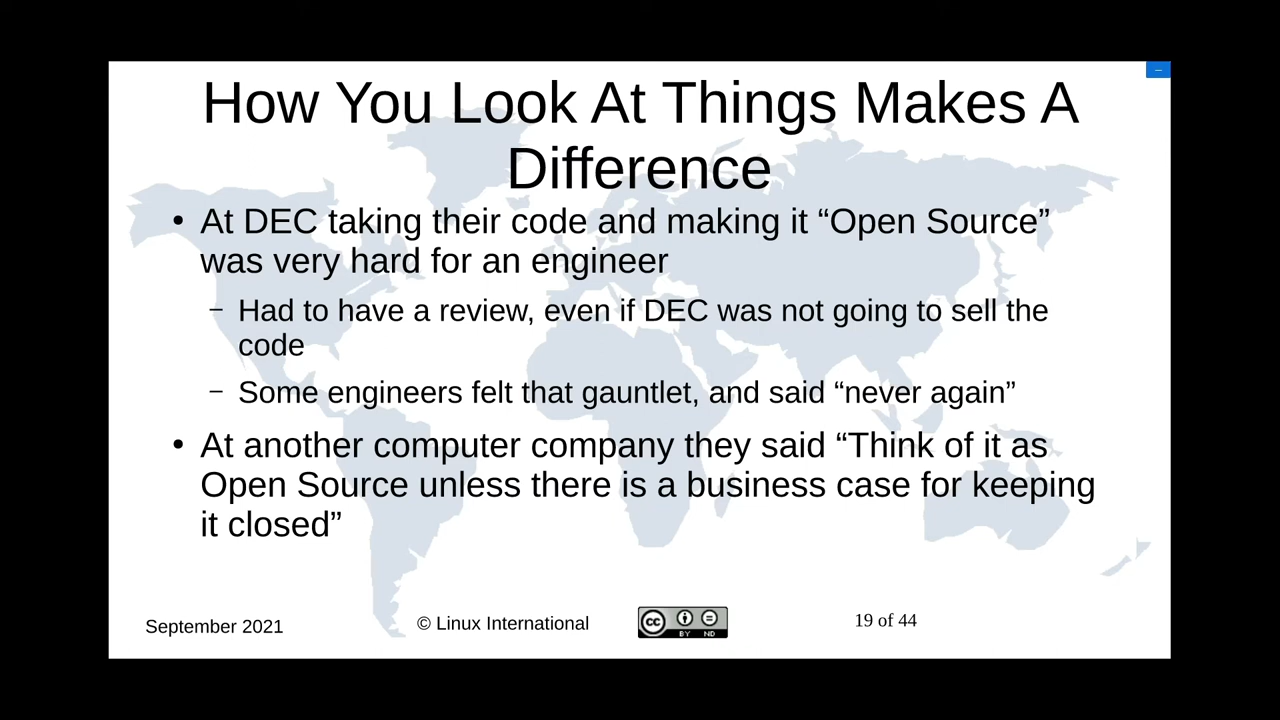 How You Look At Things Makes A
Difference
• At DEC taking their code and making it “Open Source”
was very hard for an engineer
– Had to have a review, even if DEC was not going to sell the
code
– Some engineers felt that gauntlet, and said “never again”
• At another computer company they said “Think of it as
Open Source unless there is a business case for keeping
it closed”
September 2021
© Linux International
cc BY ND
19 of 44